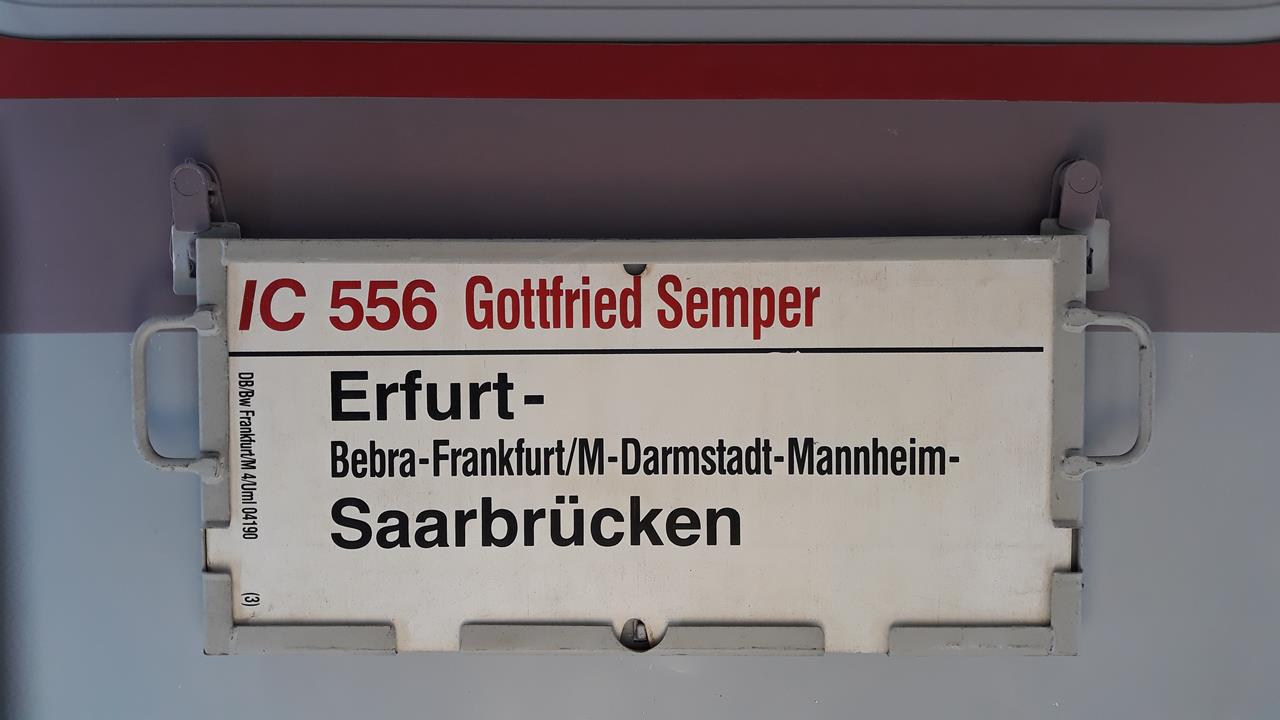 IC 556 Gottfried Semper
Erfurt-
Bebra-Frankfurt/M-Darmstadt-Mannheim-
Saarbrücken
DB/Bw Frankfurt/M 4/Uml 04190
(3)